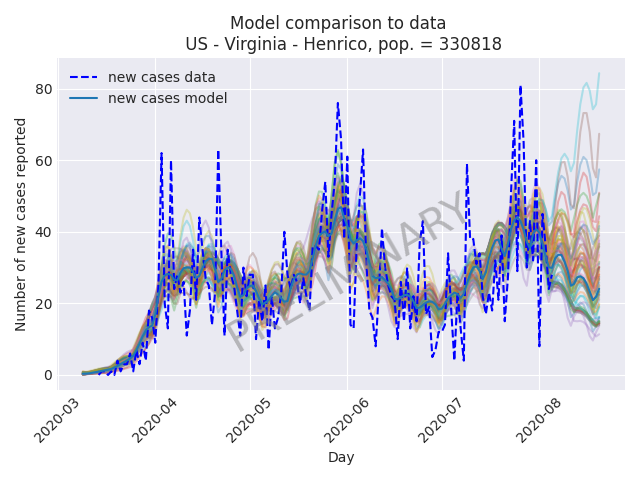 Model comparison to data
US - Virginia - Henrico, pop. = 330818
new cases data
new cases model
Number of new cases reported
80
60
40
20
0
PRELIMINARY
2020-03
2020-04
2020-05
2020-06
2020-07
2020-08
Day